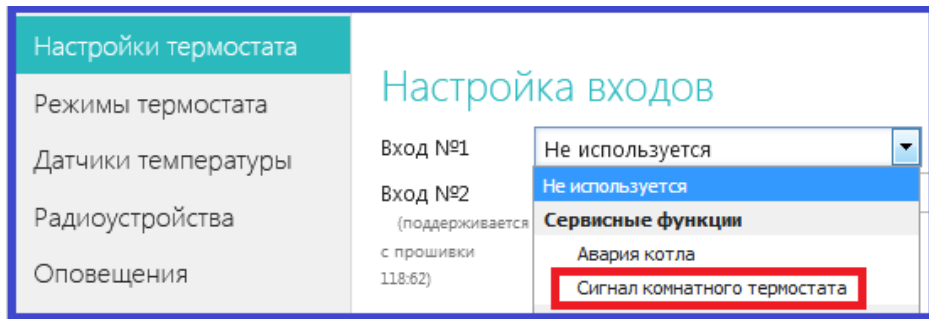 Настройки термостата
Режимы термостата
Датчики температуры
Радиоустройства
Оповещения
Настройка входов
Вход №1
Не используется
Вход №2
(поддерживается
с прошивки
118:62)
Не используется
Сервисные функции
Авария котла
Сигнал комнатного термостата